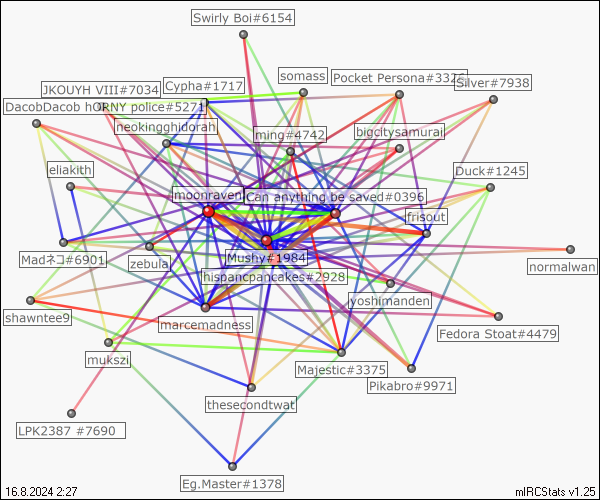 Swirly Boi#6154
somass
Pocket Persona#332
Silver#7938
Cypha#1717
JKOUYH VIII#7034
DacobDacob hORNY police#5271
neokingghidorah
ming#4742
bigcitysamurai
eliakith
Duck#1245
moonraven
Can anything be saved#0396
frisout
Madネコ#6901
zebula
Mushy#1984
normalwan
hispancpancakes#2928
yoshimanden
shawntee9
marcemadness
Fedora Stoat#4479
mukszi
Majestic#3375
Pikabro#9971
thesecondtwat
LPK2387 #7690
Eg.Master#1378
16.8.2024 2:27
mIRCStats v1.25